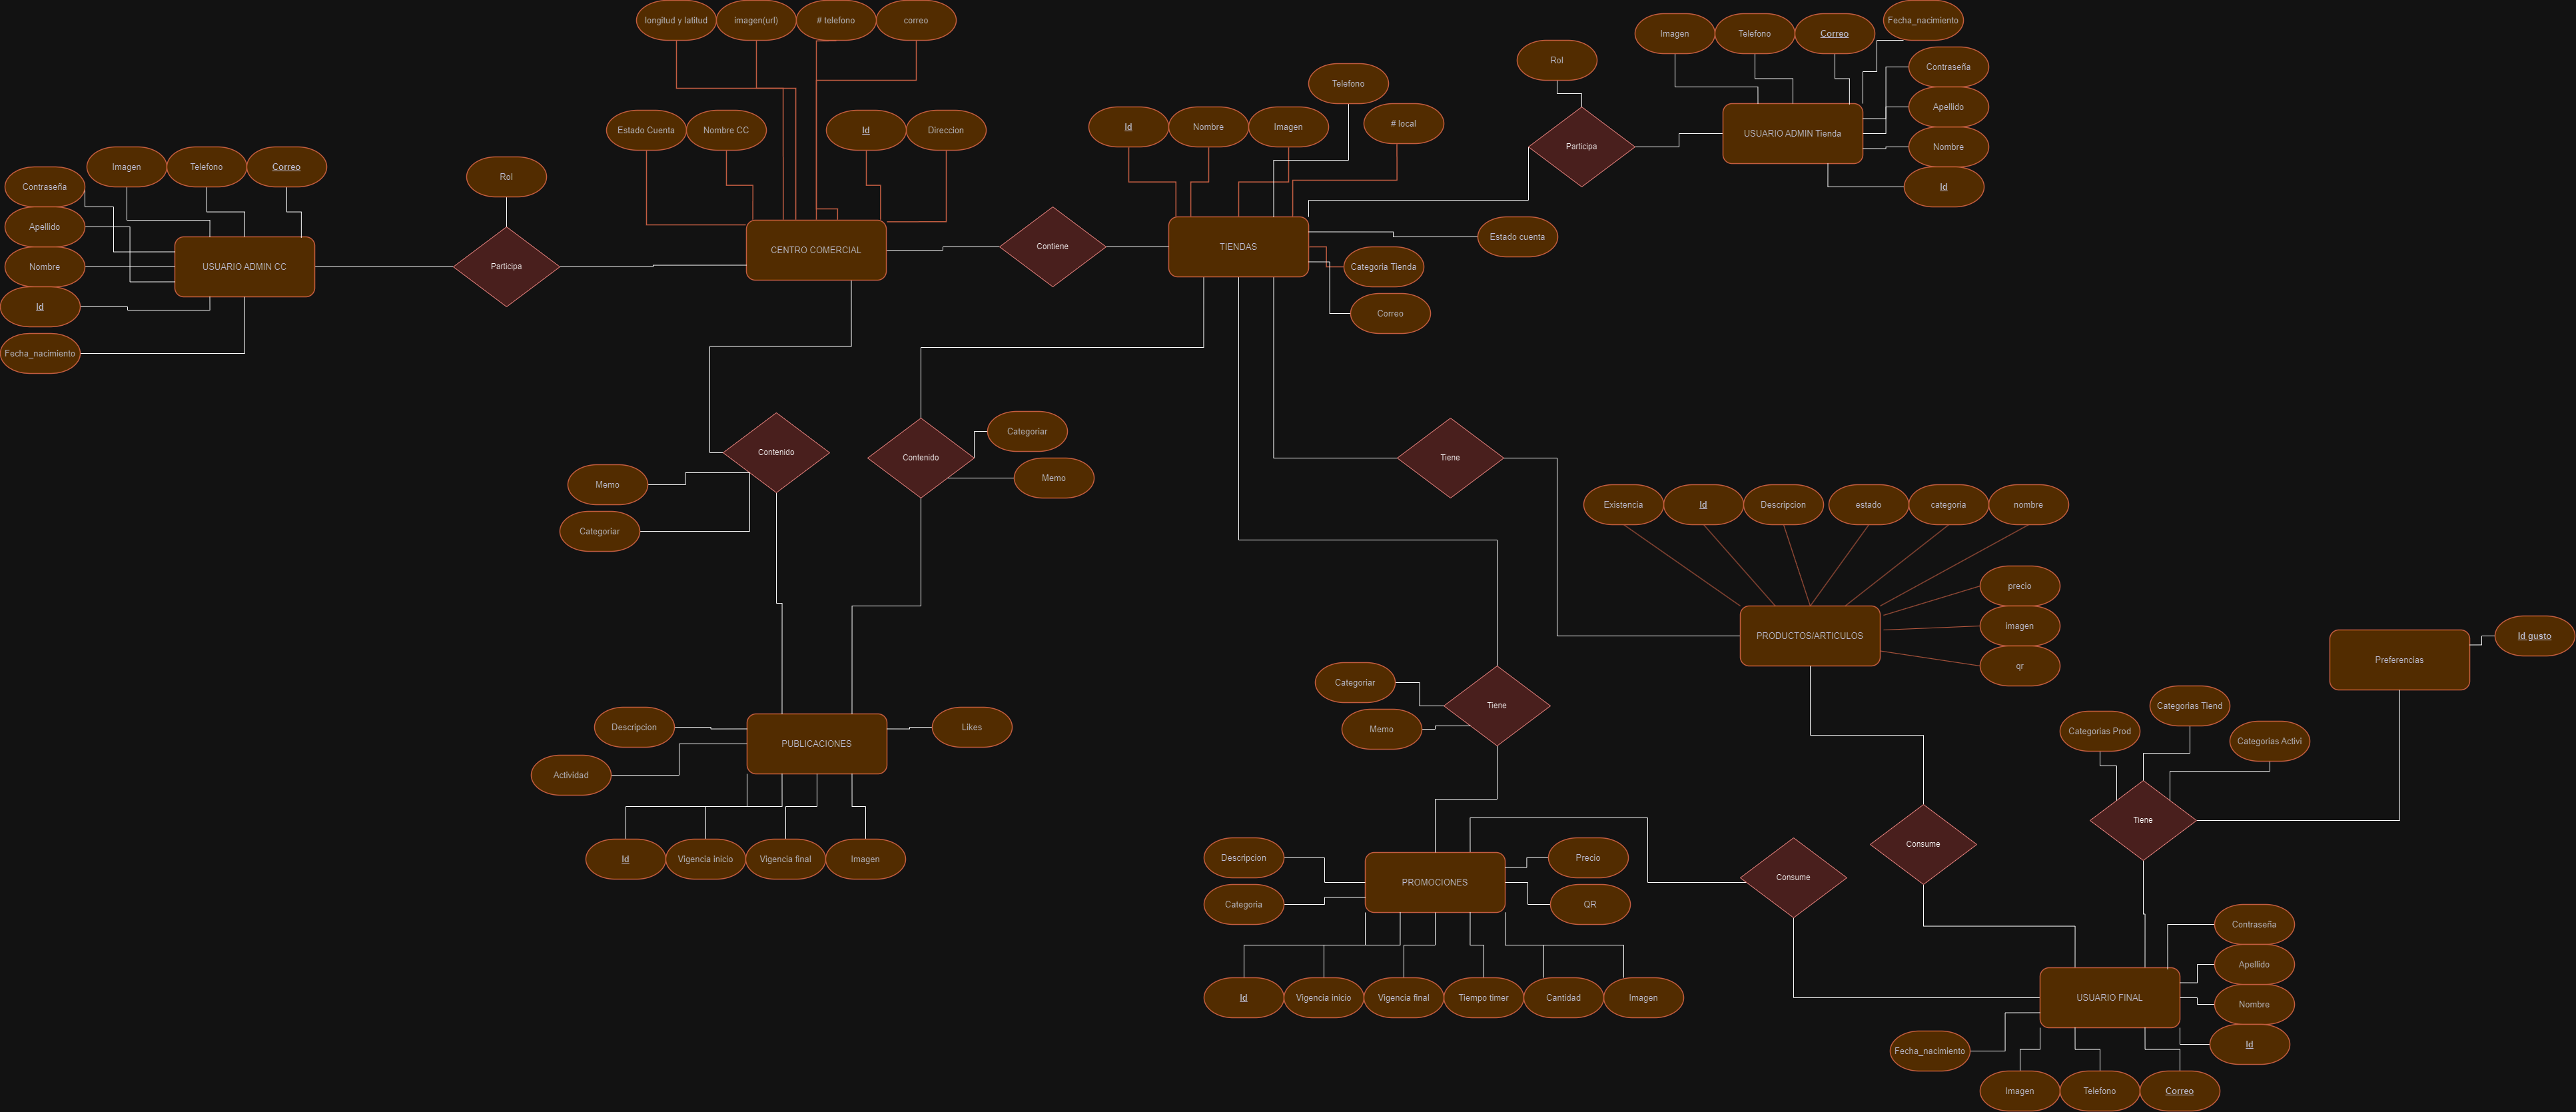 longitud y latitud
imagen(url)
# telefono
correo
Imagen
Telefono
Correo
Fecha_nacimiento
Rol
Contraseña
Telefono
Apellido
Estado Cuenta
Nombre CC
Id
Direccion
Id
Nombre
Imagen
# local
USUARIO ADMIN Tienda
Participa
Nombre
Id
Imagen
Telefono
Correo
Contraseña
Rol
Apellido
USUARIO ADMIN CC
Nombre
Participa
CENTRO COMERCIAL
Contiene
TIENDAS
Estado cuenta
Categoria Tienda
Correo
Id
Fecha_nacimiento
Contenido
Contenido
Categoriar
Memo
Tiene
Memo
Categoriar
Existencia
Id
Descripcion
estado
categoria
nombre
precio
imagen
qr
PRODUCTOS/ARTICULOS
Preferencias
Id gusto
Categoriar
Memo
Tiene
Categorias Prod
Categorias Tiend
Categorias Activi
Descripcion
PUBLICACIONES
Likes
Actividad
Tiene
Consume
Id
Vigencia inicio
Vigencia final
Imagen
Descripcion
Precio
PROMOCIONES
Categoria
QR
Consume
Id
Vigencia inicio
Vigencia final
Tiempo timer
Cantidad
Imagen
Contraseña
Apellido
USUARIO FINAL
Nombre
Id
Fecha_nacimiento
Imagen
Telefono
Correo